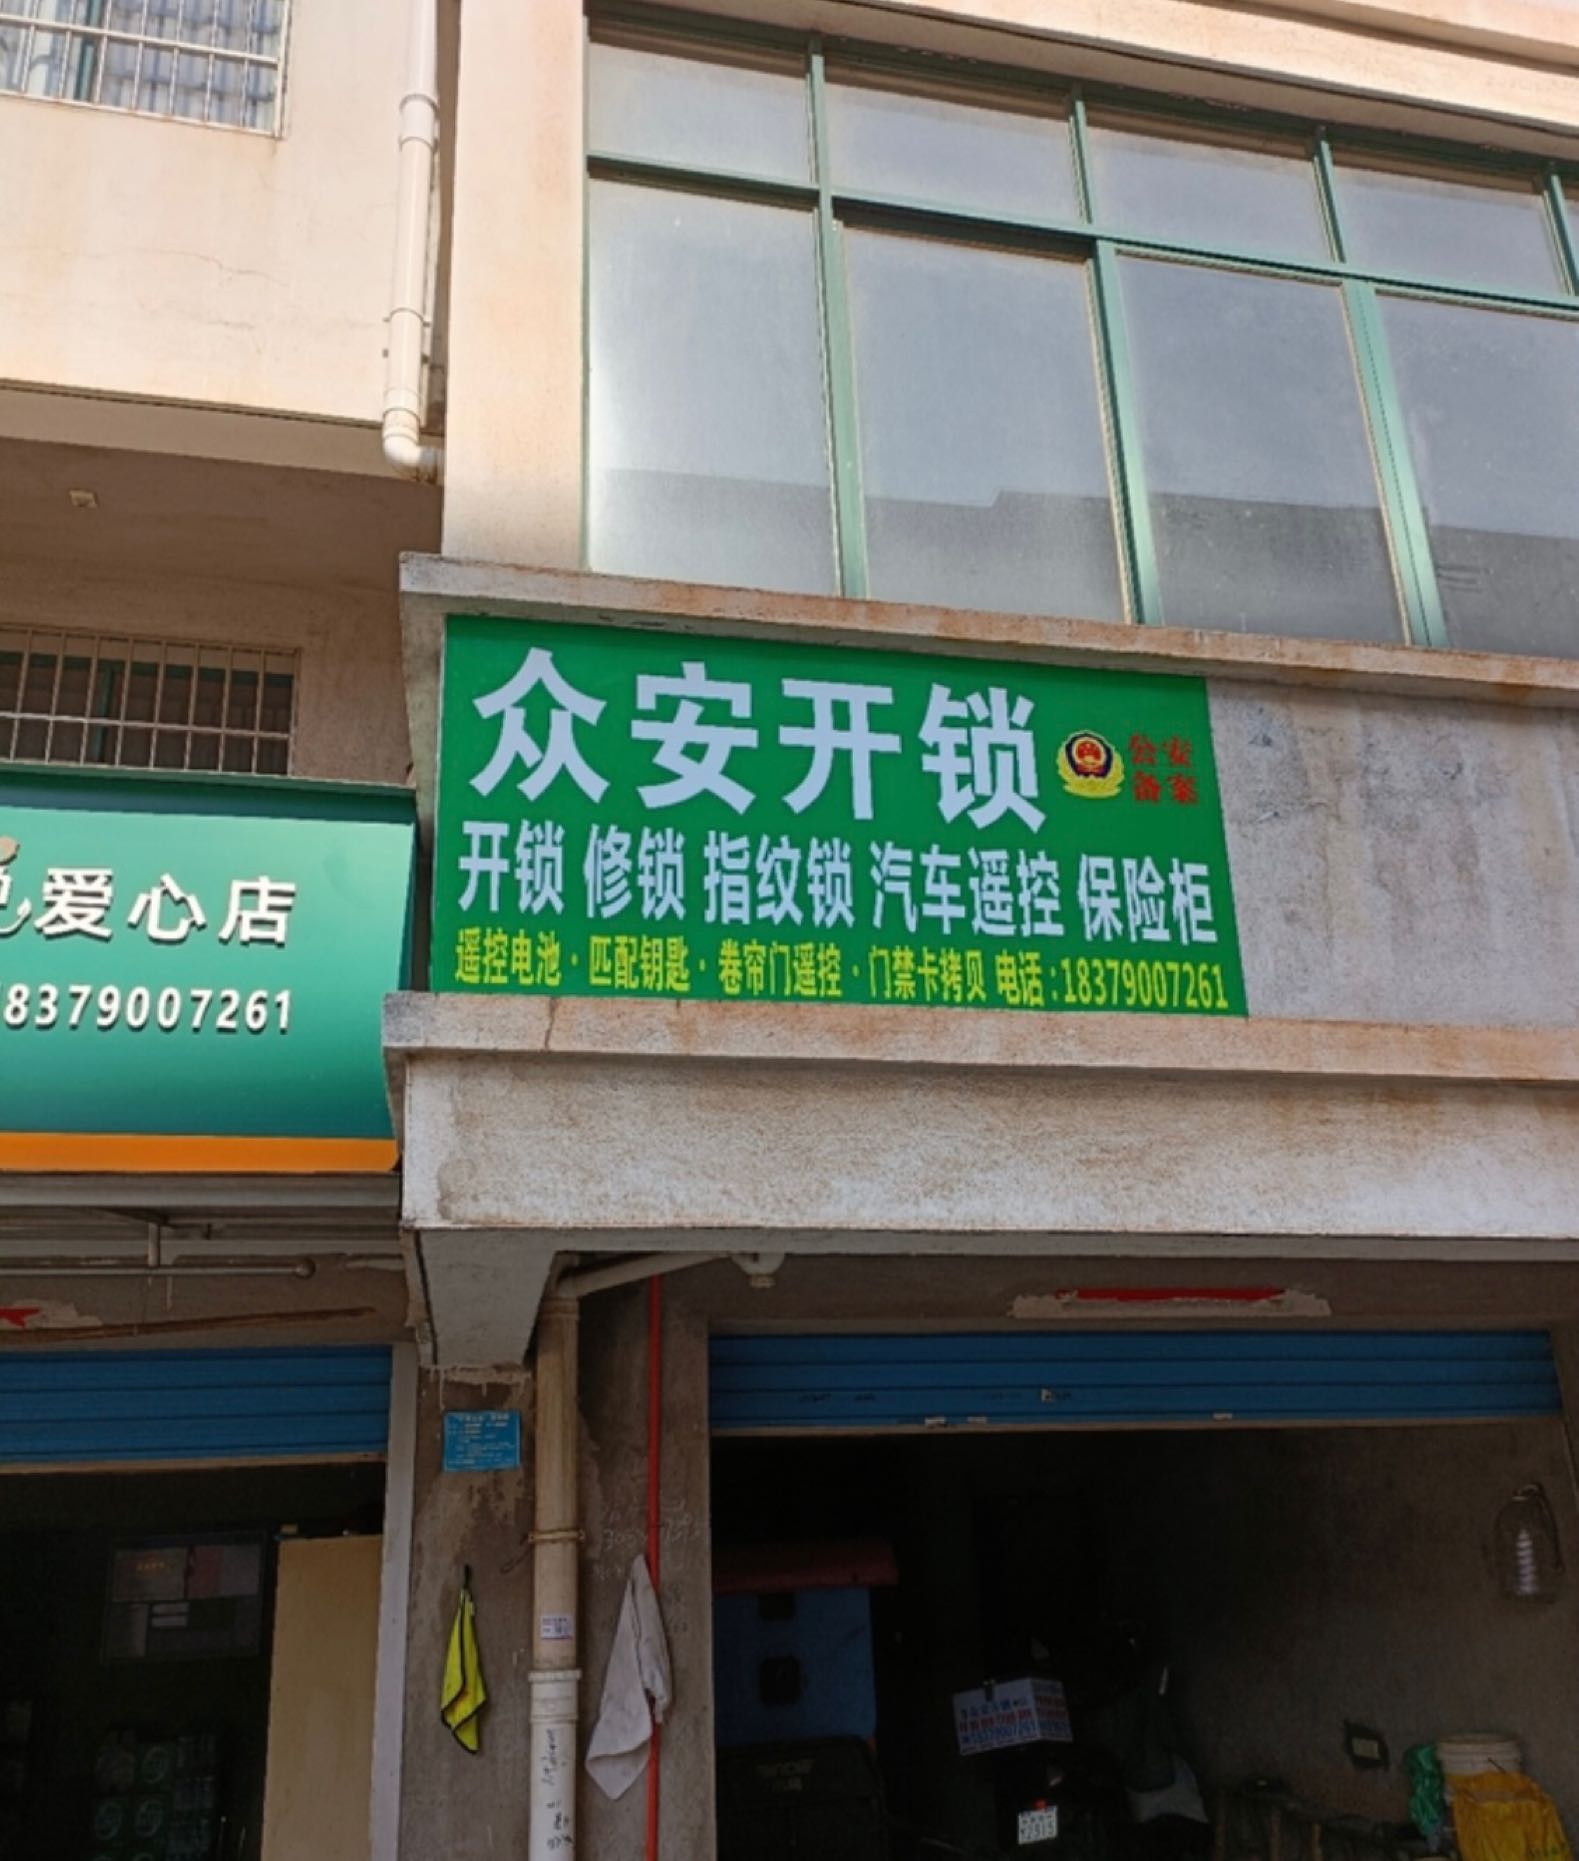 众安开锁
公安
备案
开锁 修锁 指纹锁 汽车遥控 保险柜
遥控电池·匹配钥匙·卷帘门遥控·门禁卡拷贝 电话:18379007261
爱心店
18379007261
18379007261